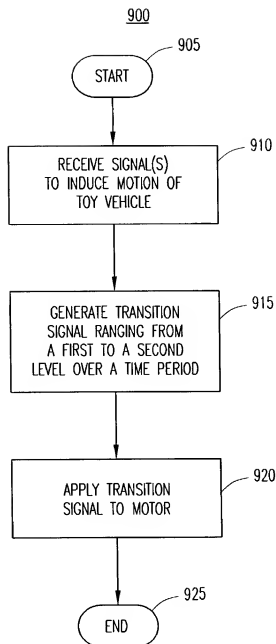 900
905
START
910
RECEIVE SIGNAL(S)
TO INDUCE MOTION OF
TOY VEHICLE
915
GENERATE TRANSITION
SIGNAL RANGING FROM
A FIRST TO A SECOND
LEVEL OVER A TIME PERIOD
920
APPLY TRANSITION
SIGNAL TO MOTOR
925
END